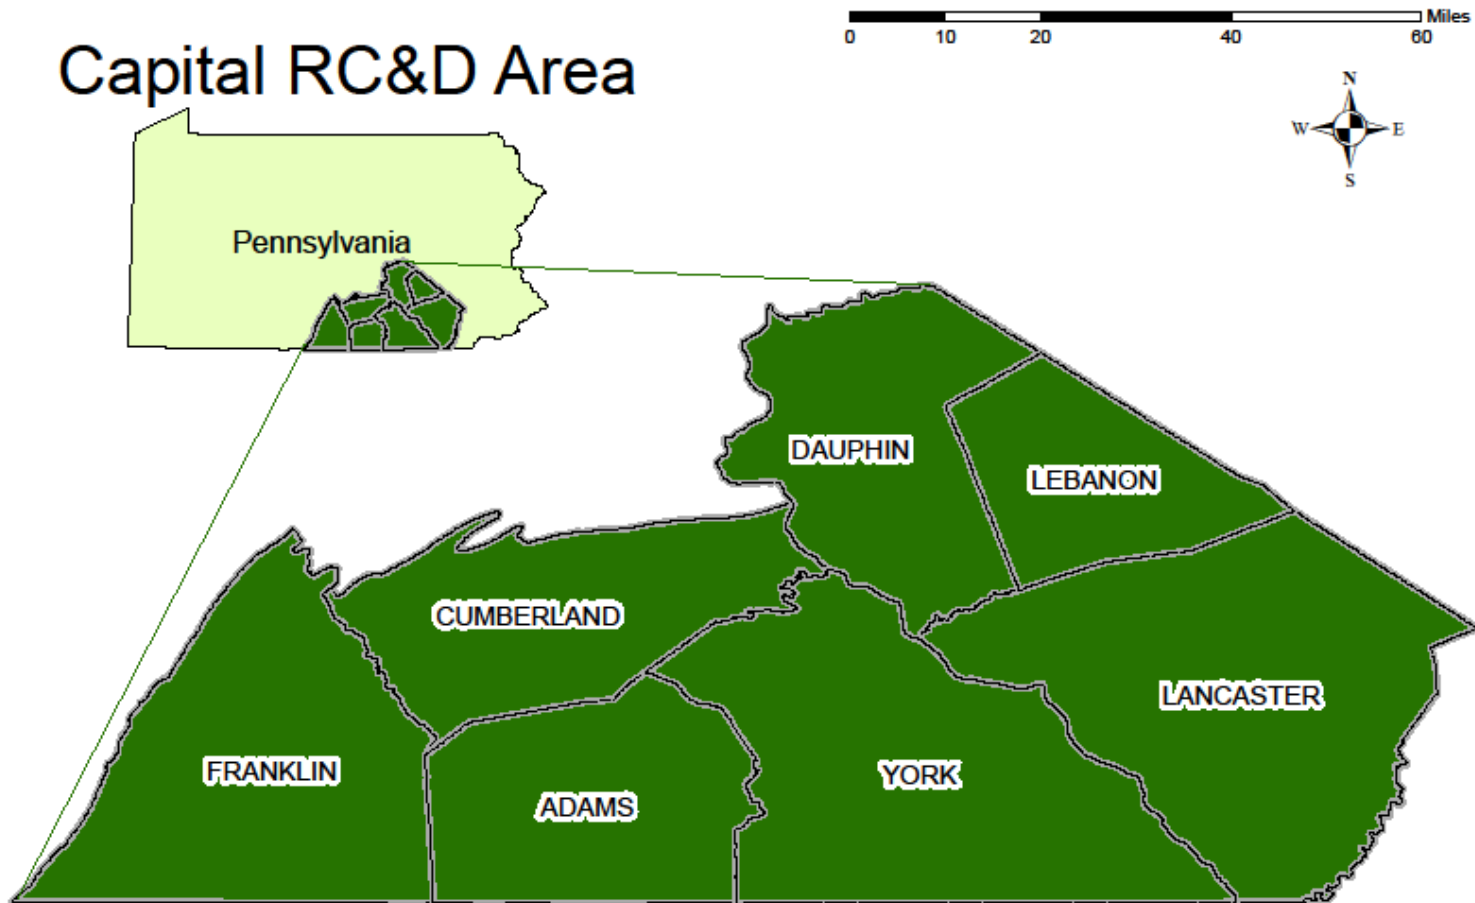 Capital RC&D Area
Miles
0 10 20 40 60
N
W E
S
Pennsylvania
DAUPHIN
LEBANON
CUMBERLAND
LANCASTER
FRANKLIN
YORK
ADAMS